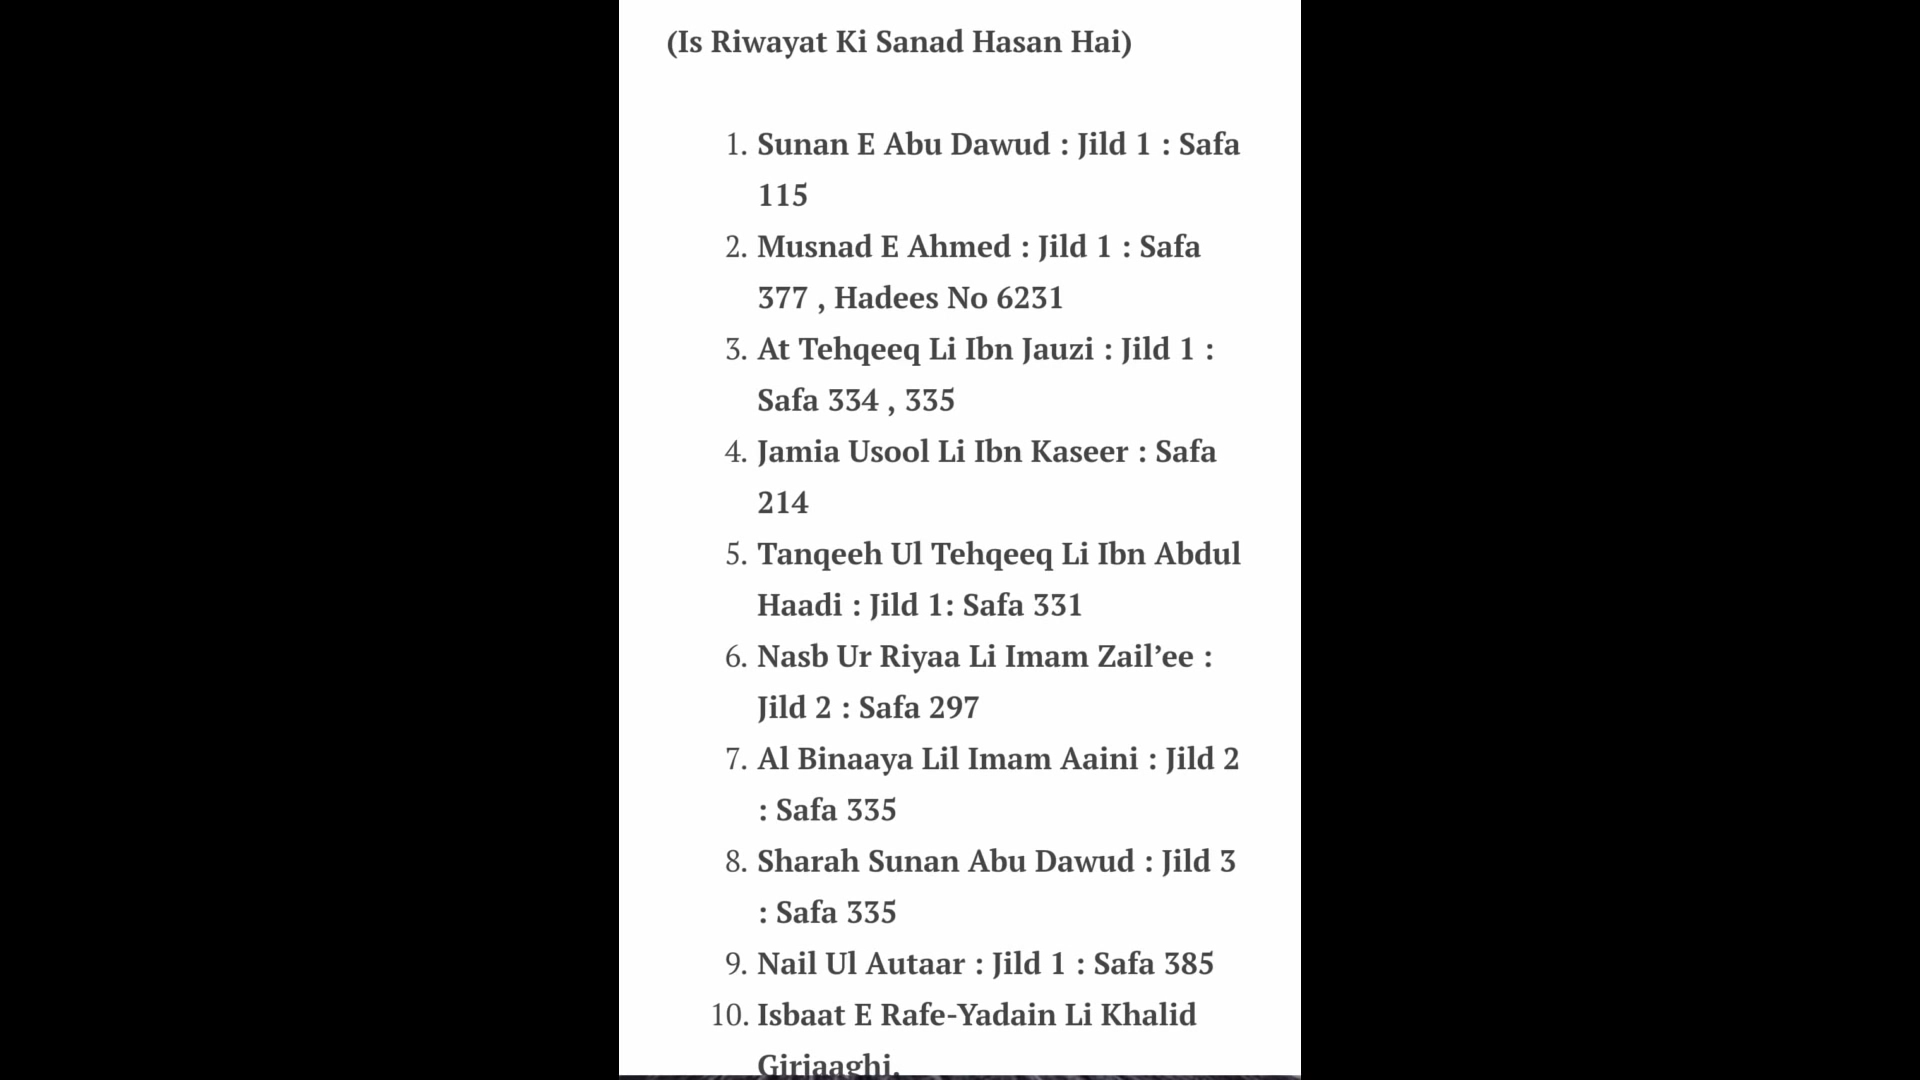 (Is Riwayat Ki Sanad Hasan Hai)
1. Sunan E Abu Dawud : Jild 1 : Safa
115
2. Musnad E Ahmed : Jild 1 : Safa
377 , Hadees No 6231
3. At Tehqeeq Li Ibn Jauzi : Jild 1 :
Safa 334 , 335
4. Jamia Usool Li Ibn Kaseer : Safa
214
5. Tanqeeh Ul Tehqeeq Li Ibn Abdul
Haadi : Jild 1: Safa 331
6. Nasb Ur Riyaa Li Imam Zail’ee :
Jild 2 : Safa 297
7. Al Binaaya Lil Imam Aaini : Jild 2
: Safa 335
8. Sharah Sunan Abu Dawud : Jild 3
: Safa 335
9. Nail Ul Autaar : Jild 1 : Safa 385
10. Isbaat E Rafe-Yadain Li Khalid
Girjaaghi,